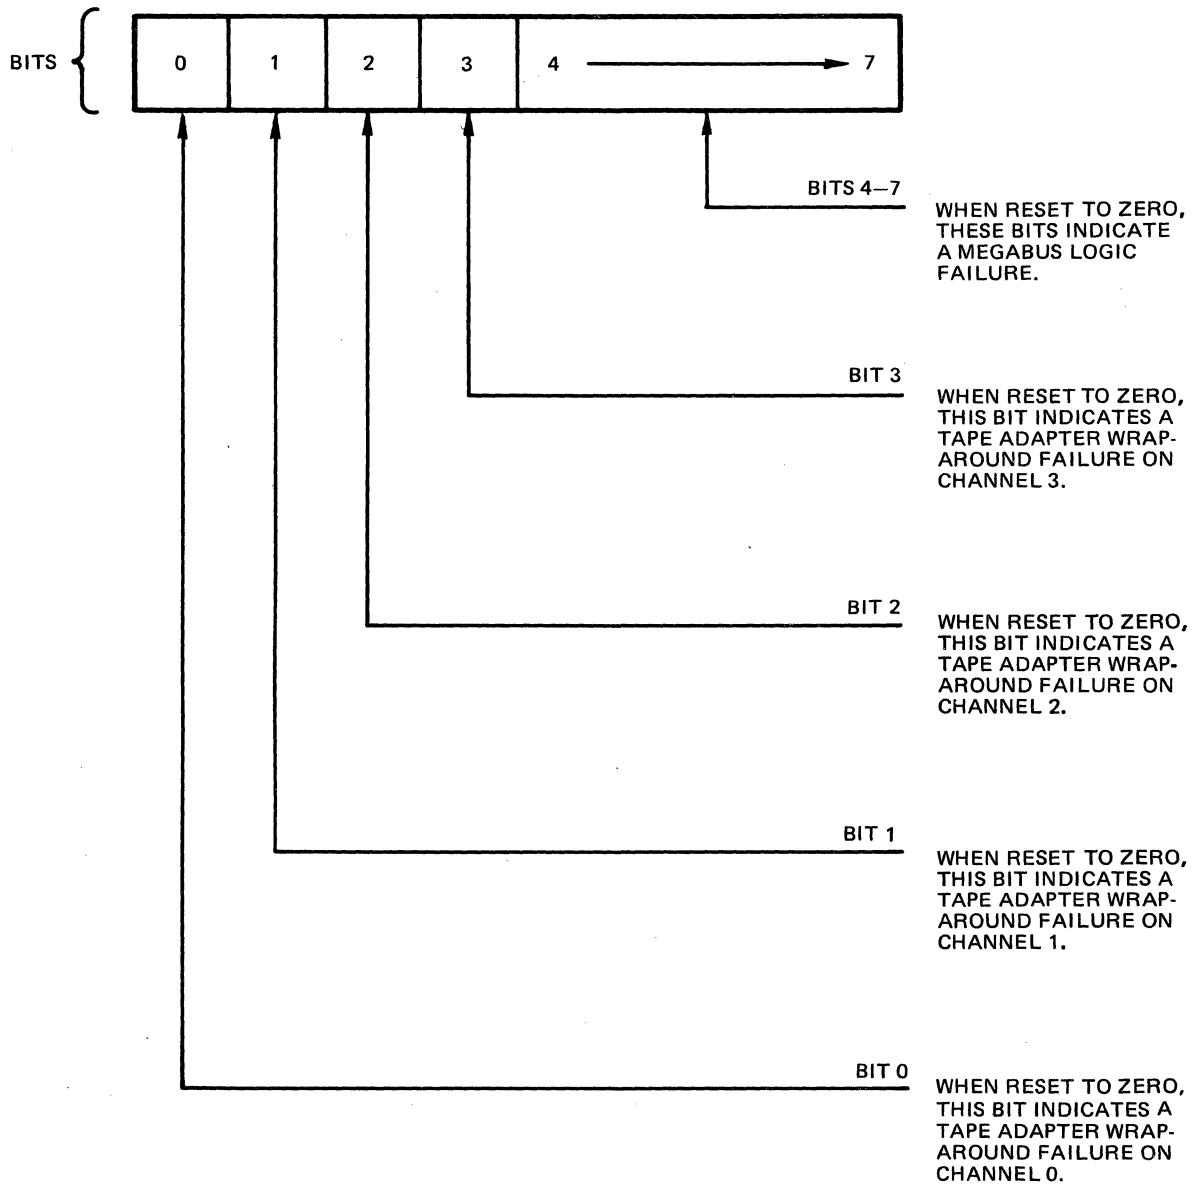 BITS
0 1 2 3 4 7
BITS 4–7
WHEN RESET TO ZERO,
THESE BITS INDICATE
A MEGABUS LOGIC
FAILURE.
BIT 3
WHEN RESET TO ZERO,
THIS BIT INDICATES A
TAPE ADAPTER WRAP-
AROUND FAILURE ON
CHANNEL 3.
BIT 2
WHEN RESET TO ZERO,
THIS BIT INDICATES A
TAPE ADAPTER WRAP-
AROUND FAILURE ON
CHANNEL 2.
BIT 1
WHEN RESET TO ZERO,
THIS BIT INDICATES A
TAPE ADAPTER WRAP-
AROUND FAILURE ON
CHANNEL 1.
BIT 0
WHEN RESET TO ZERO,
THIS BIT INDICATES A
TAPE ADAPTER WRAP-
AROUND FAILURE ON
CHANNEL 0.